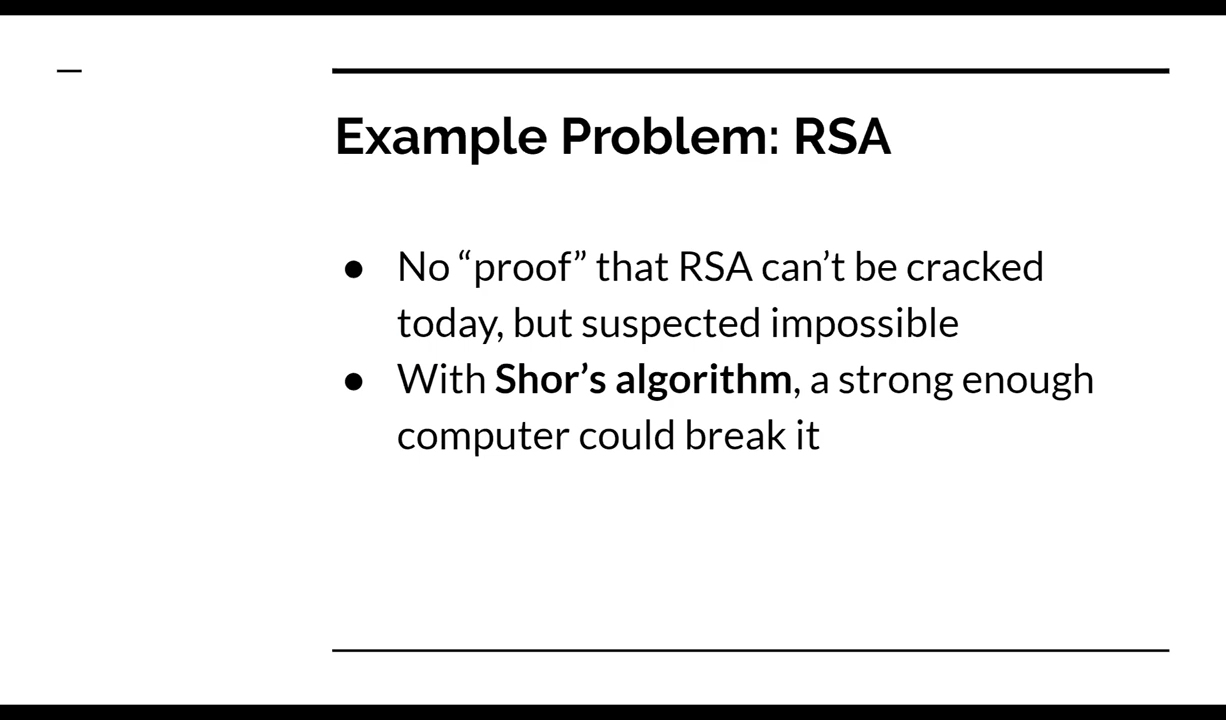 Example Problem: RSA
● No “proof” that RSA can’t be cracked
today, but suspected impossible
● With Shor’s algorithm, a strong enough
computer could break it